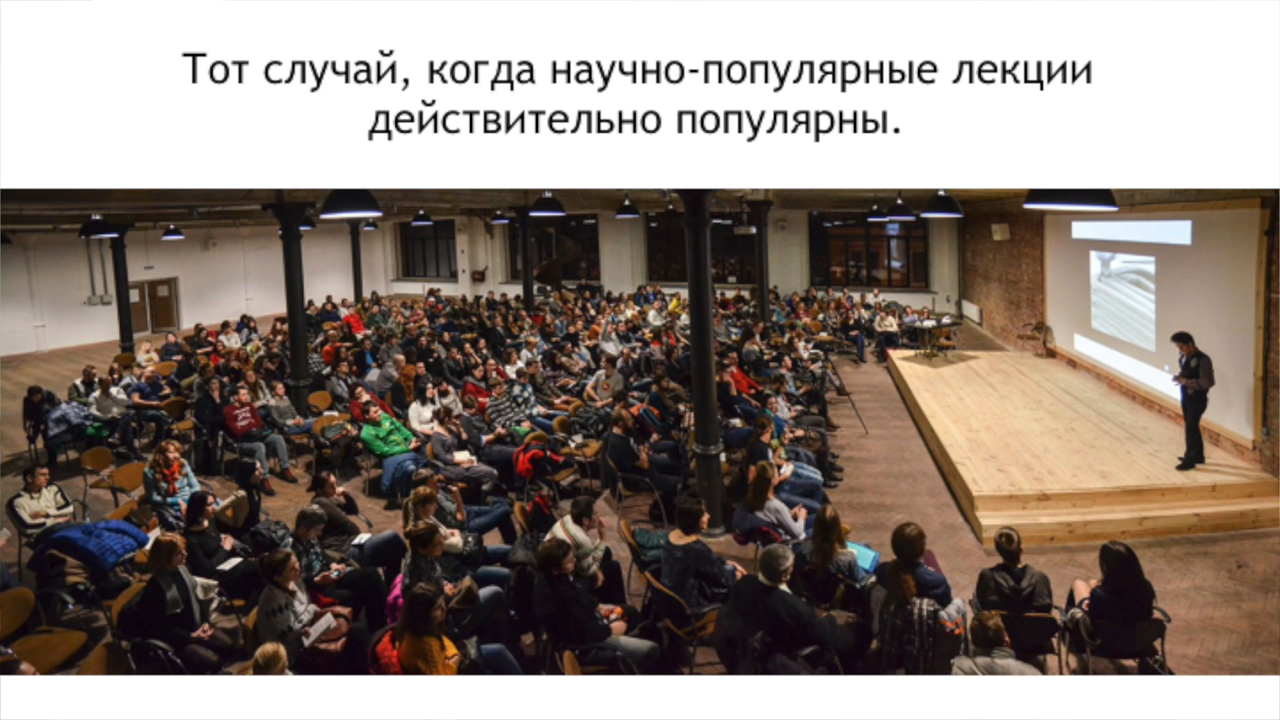 Тот случай, когда научно-популярные лекции
действительно популярны.